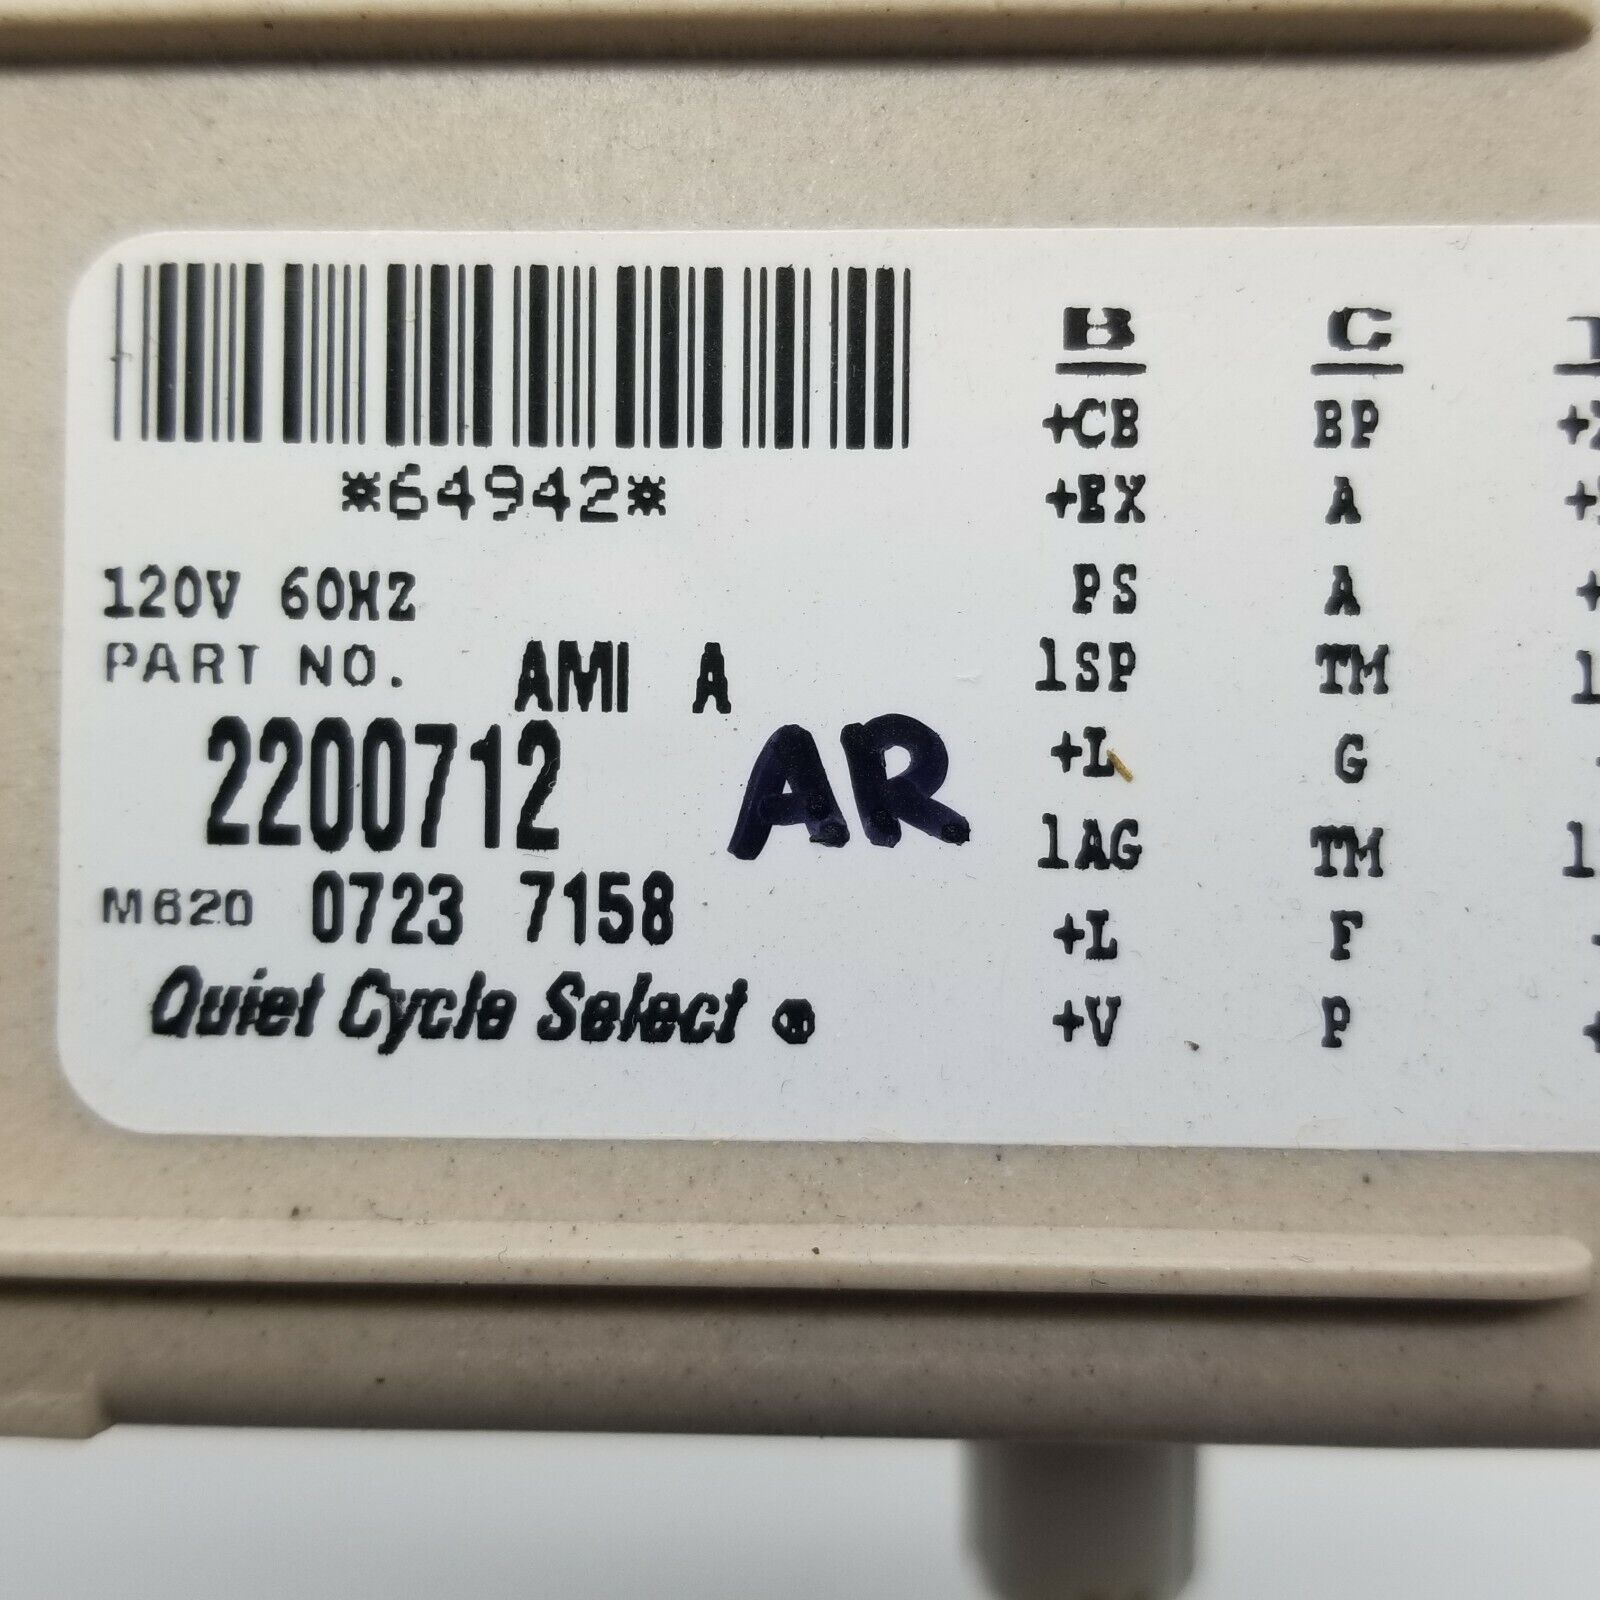 *64942*
120V 60HZ
PART NO. AMI A
2200712 AR
M620 0723 7158
Quiet Cycle Select
B C
+CB BP
+EX A
PS A
1SP TM
+L G
1AG TM
+L F
+V P